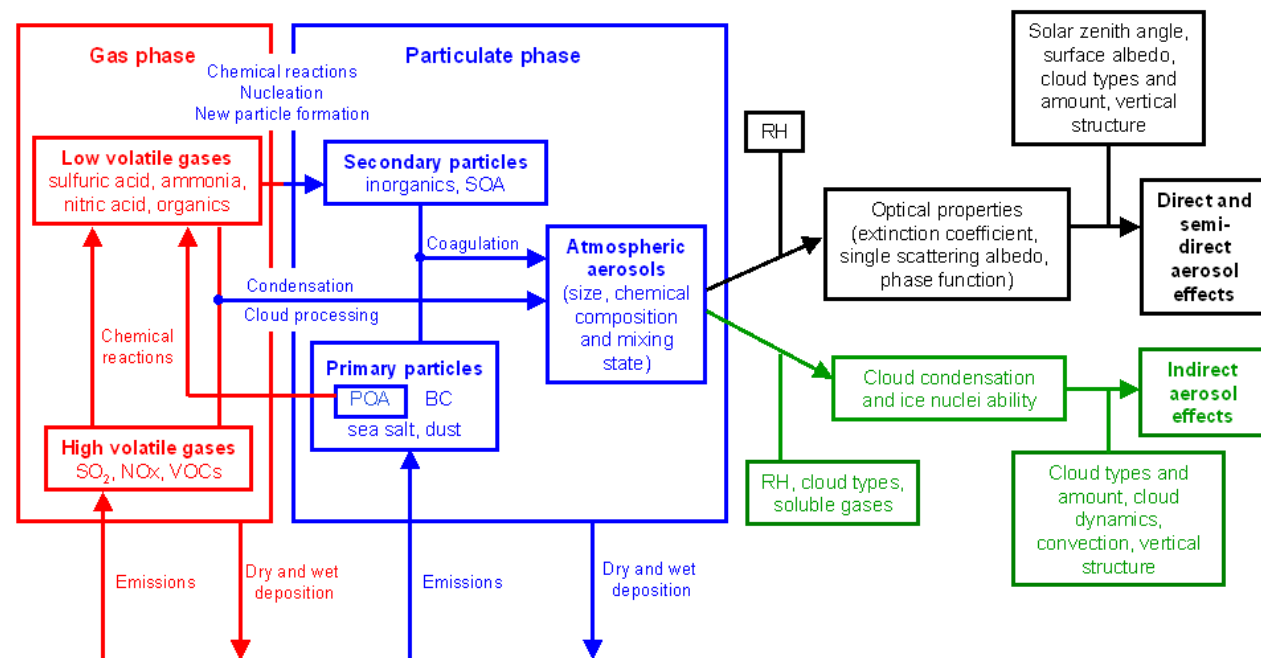 Gas phase
Particulate phase
Chemical reactions
Nucleation
New particle formation
Low volatile gases
sulfuric acid, ammonia,
nitric acid, organics
Secondary particles
inorganics, SOA
Coagulation
Condensation
Cloud processing
Chemical
reactions
Atmospheric
aerosols
(size, chemical
composition
and mixing
state)
Primary particles
POA
BC
sea salt, dust
High volatile gases
SO₂, NOx, VOCs
Emissions
Dry and wet
deposition
Emissions
Dry and wet
deposition
RH
Solar zenith angle,
surface albedo,
cloud types and
amount, vertical
structure
Optical properties
(extinction coefficient,
single scattering albedo,
phase function)
Direct and
semi-
direct
aerosol
effects
Cloud condensation
and ice nuclei ability
Indirect
aerosol
effects
RH, cloud types,
soluble gases
Cloud types and
amount, cloud
dynamics,
convection, vertical
structure